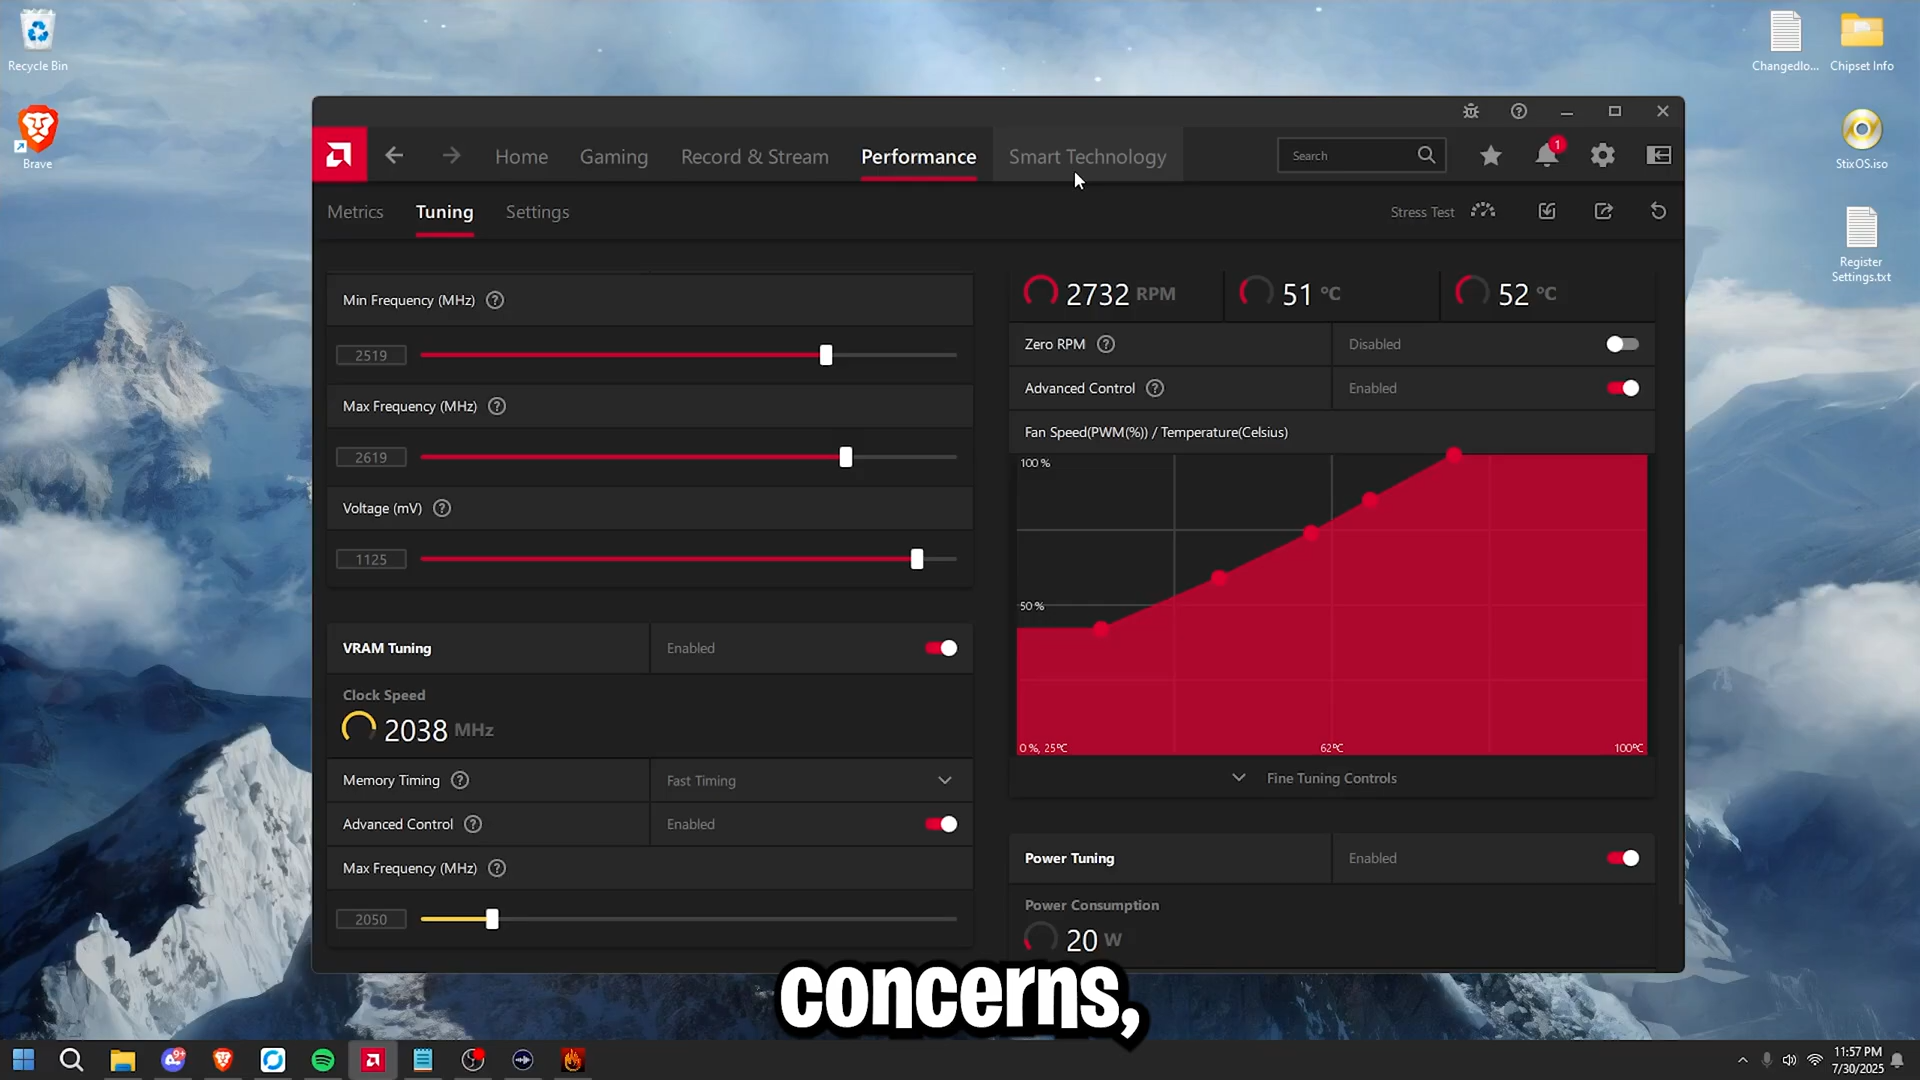 Recycle Bin
Brave
Changedlo...
Chipset Info
StixOS.iso
Register
Settings.txt
Home
Gaming
Record & Stream
Performance
Smart Technology
Search
1
Metrics
Tuning
Settings
Stress Test
Min Frequency (MHz)
2519
Max Frequency (MHz)
2619
Voltage (mV)
1125
VRAM Tuning
Enabled
Clock Speed
2038 MHz
Memory Timing
Fast Timing
Advanced Control
Enabled
Max Frequency (MHz)
2050
2732 RPM
51 °C
52 °C
Zero RPM
Disabled
Advanced Control
Enabled
Fan Speed(PWM(%)) / Temperature(Celsius)
100 %
50 %
0 %, 25°C
62°C
100°C
Fine Tuning Controls
Power Tuning
Enabled
Power Consumption
20 W
concerns,
9+
11:57 PM
7/30/2025